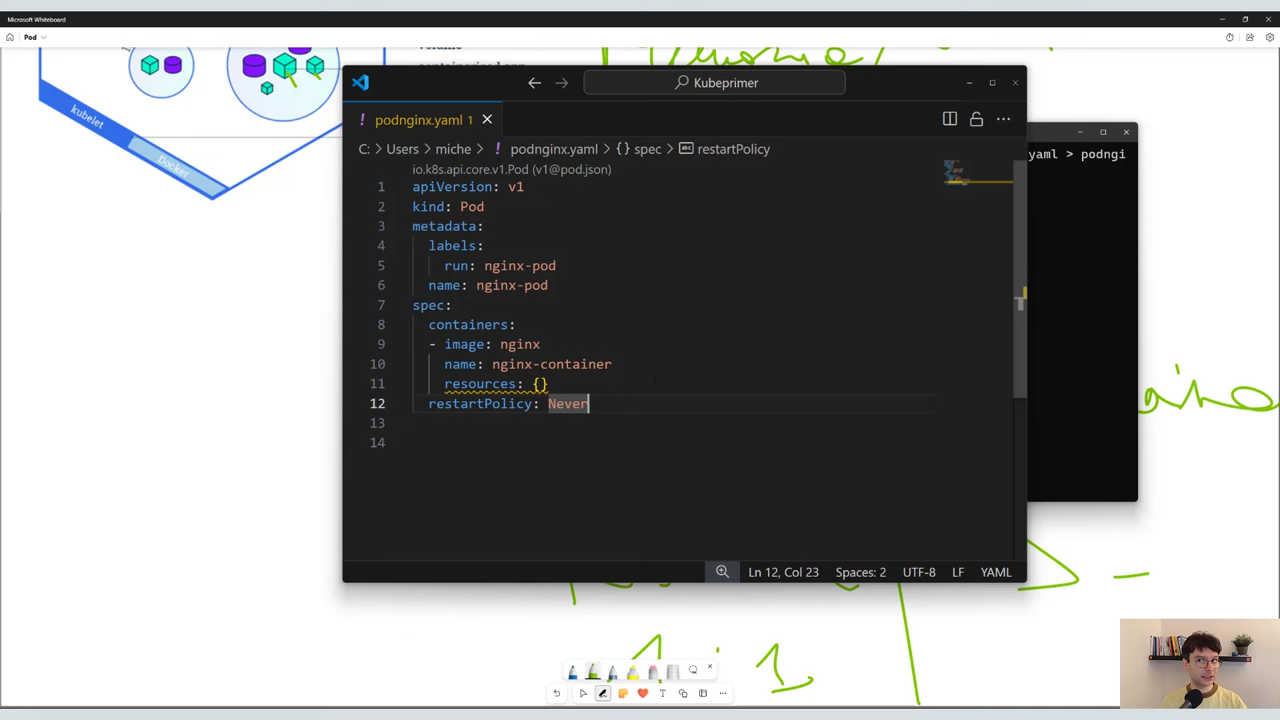 Microsoft Whiteboard
Pod
volume
containerized app
kubelet
Docker
Kubeprimer
podnginx.yaml 1
C: > Users > miche > podnginx.yaml > {} spec > restartPolicy
io.k8s.api.core.v1.Pod (v1@pod.json)
1 apiVersion: v1
2 kind: Pod
3 metadata:
4 labels:
5 run: nginx-pod
6 name: nginx-pod
7 spec:
8 containers:
9 - image: nginx
10 name: nginx-container
11 resources: {}
12 restartPolicy: Never
13
14
yaml > podngi
Ln 12, Col 23 Spaces: 2 UTF-8 LF YAML